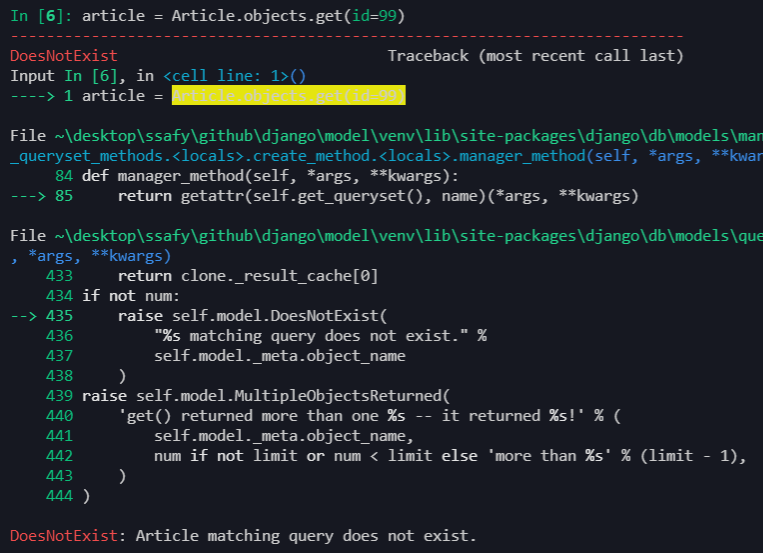 In [6]: article = Article.objects.get(id=99)
---------------------------------------------------------------------------
DoesNotExist                              Traceback (most recent call last)
Input In [6], in <cell line: 1>()
----> 1 article = Article.objects.get(id=99)
File ~\desktop\ssafy\github\django\model\venv\lib\site-packages\django\db\models\man
_queryset_methods.<locals>.create_method.<locals>.manager_method(self, *args, **kwar
     84 def manager_method(self, *args, **kwargs):
---> 85     return getattr(self.get_queryset(), name)(*args, **kwargs)
File ~\desktop\ssafy\github\django\model\venv\lib\site-packages\django\db\models\que
, *args, **kwargs)
    433     return clone._result_cache[0]
    434 if not num:
--> 435     raise self.model.DoesNotExist(
    436         "%s matching query does not exist." %
    437         self.model._meta.object_name
    438     )
    439 raise self.model.MultipleObjectsReturned(
    440     'get() returned more than one %s -- it returned %s!' % (
    441         self.model._meta.object_name,
    442         num if not limit or num < limit else 'more than %s' % (limit - 1),
    443     )
    444 )
DoesNotExist: Article matching query does not exist.